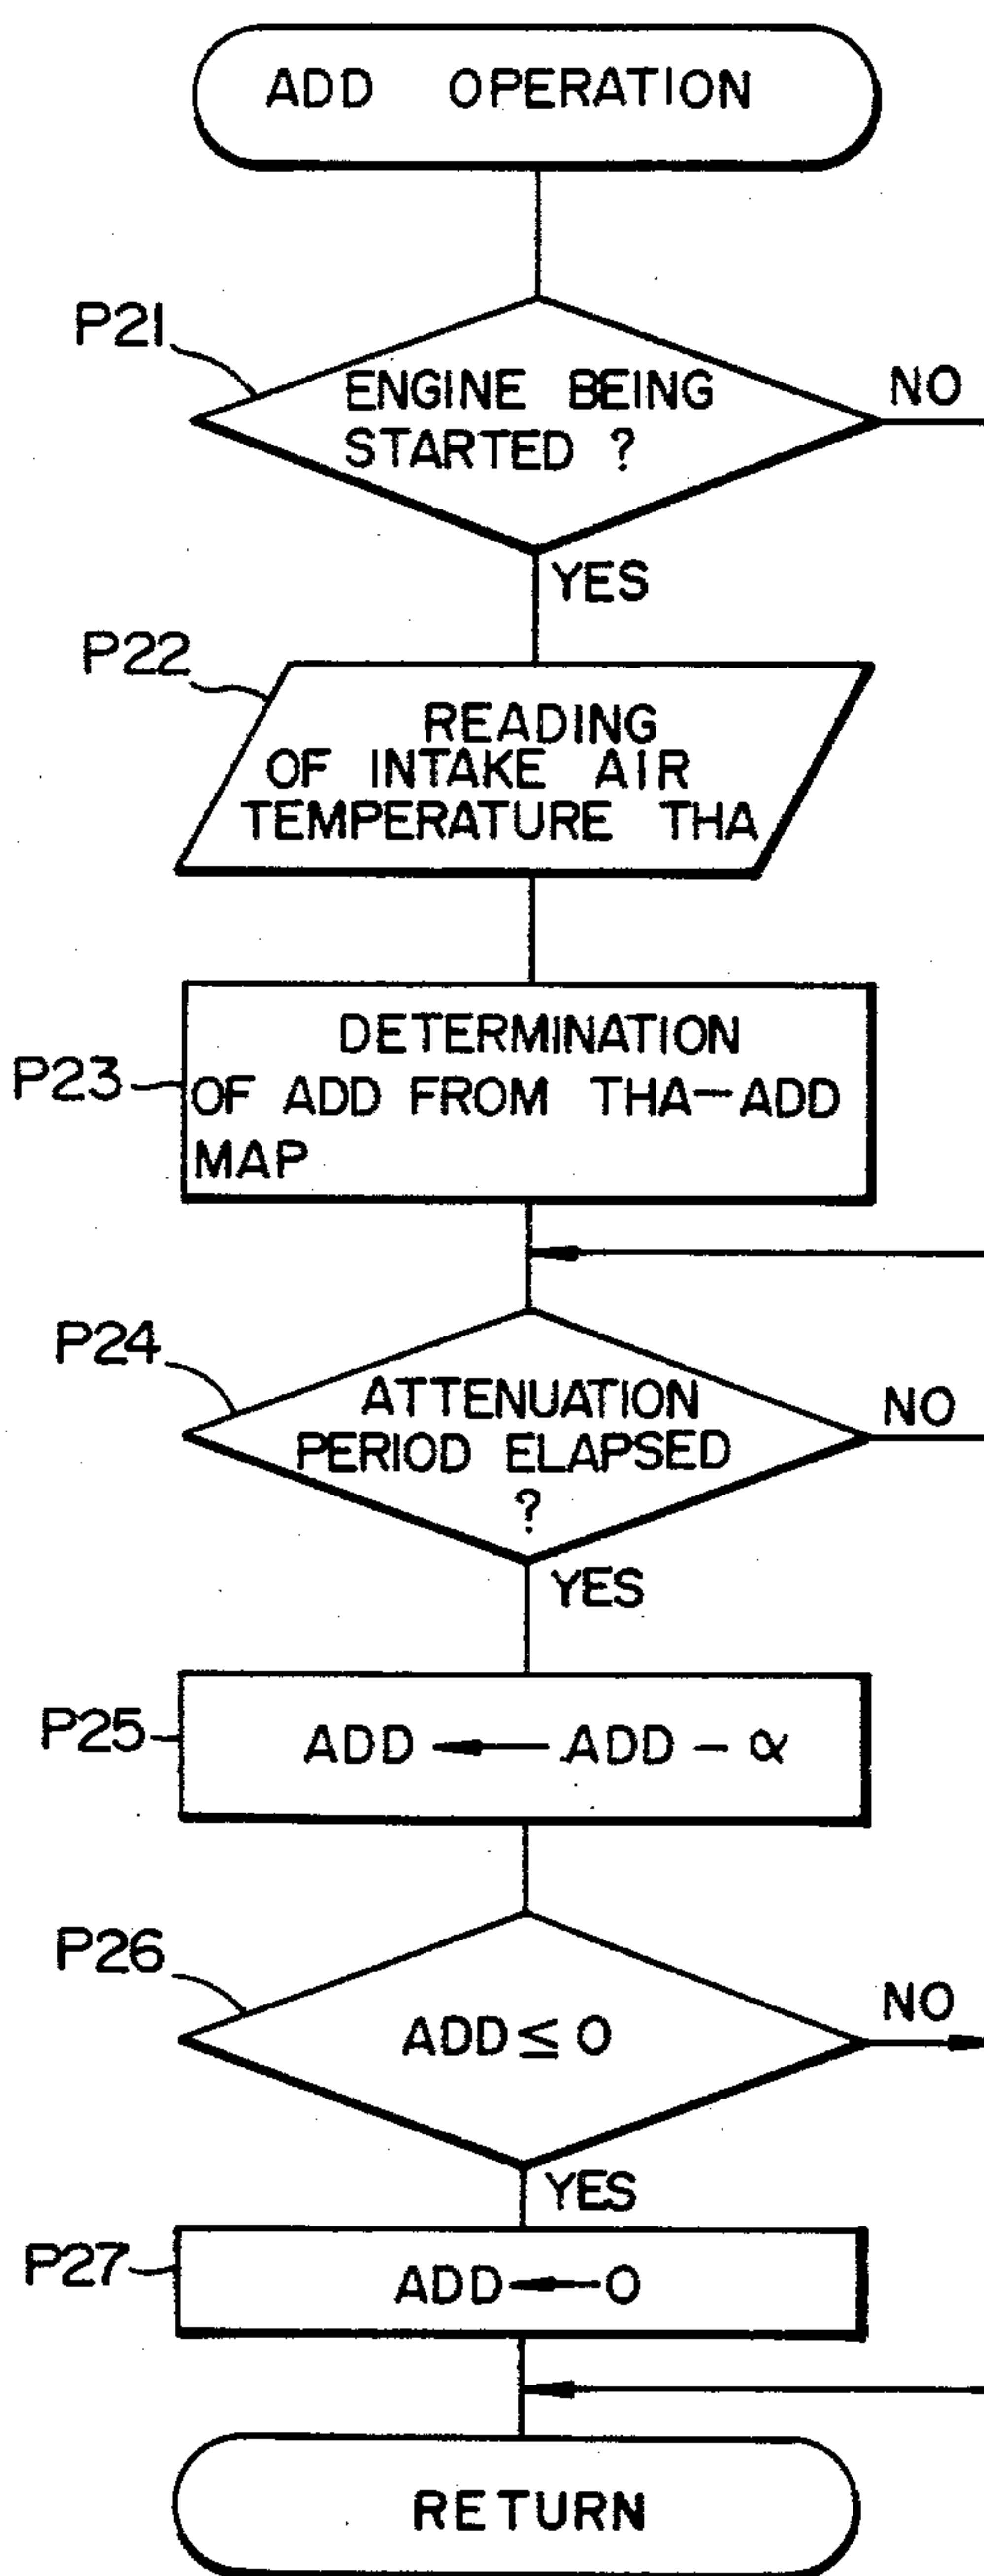 ADD OPERATION
P21
ENGINE BEING
STARTED ?
NO
YES
P22
READING
OF INTAKE AIR
TEMPERATURE THA
P23
DETERMINATION
OF ADD FROM THA-ADD
MAP
P24
ATTENUATION
PERIOD ELAPSED
?
NO
YES
P25
ADD ← ADD - α
P26
ADD ≤ 0
NO
YES
P27
ADD ← 0
RETURN